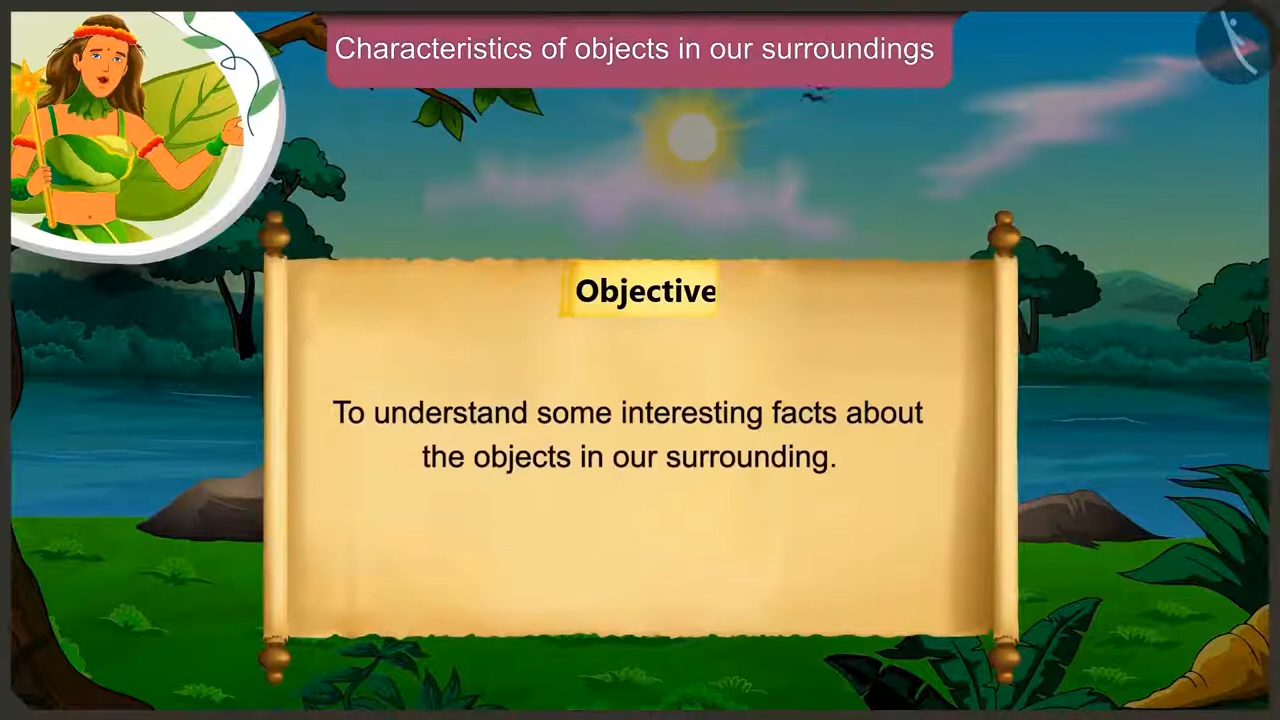 Characteristics of objects in our surroundings
Objective
To understand some interesting facts about
the objects in our surrounding.